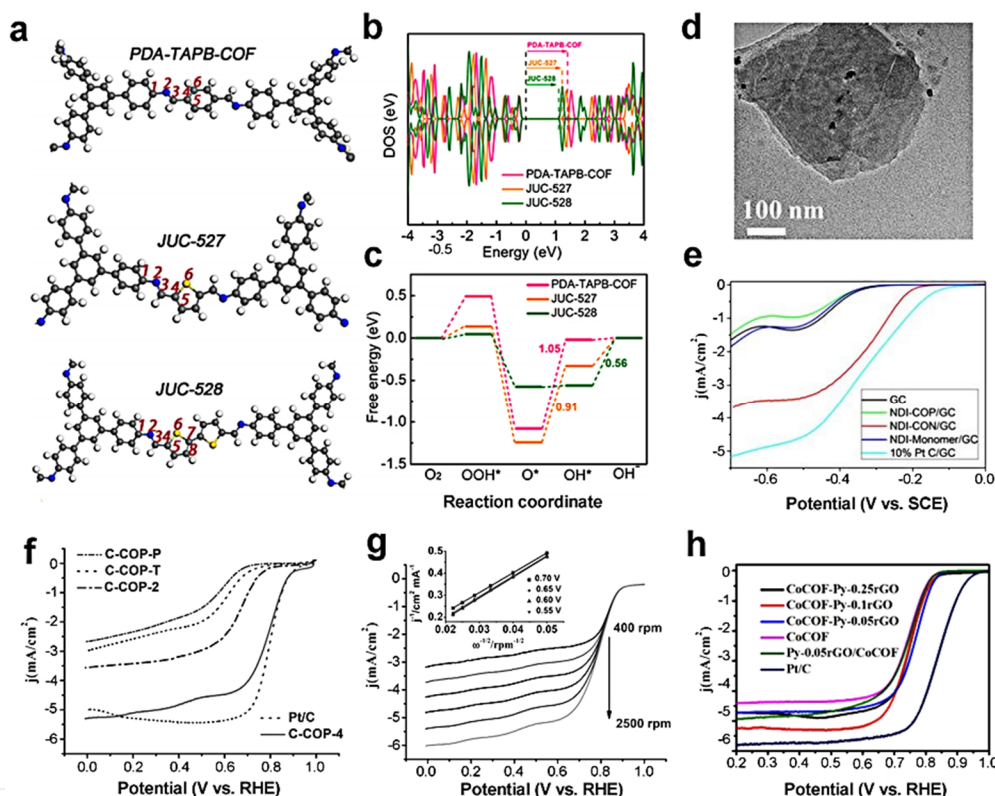 a
PDA-TAPB-COF
1 2 3 4 5 6
JUC-527
1 2 3 4 5 6
JUC-528
1 2 3 4 5 6 7 8
b
PDA-TAPB-COF
JUC-527
JUC-528
DOS (eV)
PDA-TAPB-COF
JUC-527
JUC-528
-4 -3 -2 -1 0 1 2 3 4
-0.5
Energy (eV)
c
PDA-TAPB-COF
JUC-527
JUC-528
Free energy (eV)
0.5
0.0
-0.5
-1.0
-1.5
1.05
0.56
0.91
O₂ OOH* O* OH* OH⁻
Reaction coordinate
d
100 nm
e
j(mA/cm²)
0
-1
-2
-3
-4
-5
-6
GC
NDI-COP/GC
NDI-CON/GC
NDI-Monomer/GC
10% Pt C/GC
-0.6 -0.4 -0.2 0.0
Potential (V vs. SCE)
f
C-COP-P
C-COP-T
C-COP-2
j(mA/cm²)
0
-1
-2
-3
-4
-5
-6
Pt/C
C-COP-4
0.0 0.2 0.4 0.6 0.8 1.0
Potential (V vs. RHE)
g
j⁻¹/cm² mA⁻¹
0.5
0.4
0.3
0.2
0.70 V
0.65 V
0.60 V
0.55 V
0.02 0.03 0.04 0.05
ω⁻¹/²/rpm⁻¹/²
j(mA/cm²)
0
-1
-2
-3
-4
-5
-6
400 rpm
2500 rpm
0.0 0.2 0.4 0.6 0.8 1.0
Potential (V vs. RHE)
h
CoCOF-Py-0.25rGO
CoCOF-Py-0.1rGO
CoCOF-Py-0.05rGO
CoCOF
Py-0.05rGO/CoCOF
Pt/C
j(mA/cm²)
0
-1
-2
-3
-4
-5
-6
0.2 0.3 0.4 0.5 0.6 0.7 0.8 0.9 1.0
Potential (V vs. RHE)